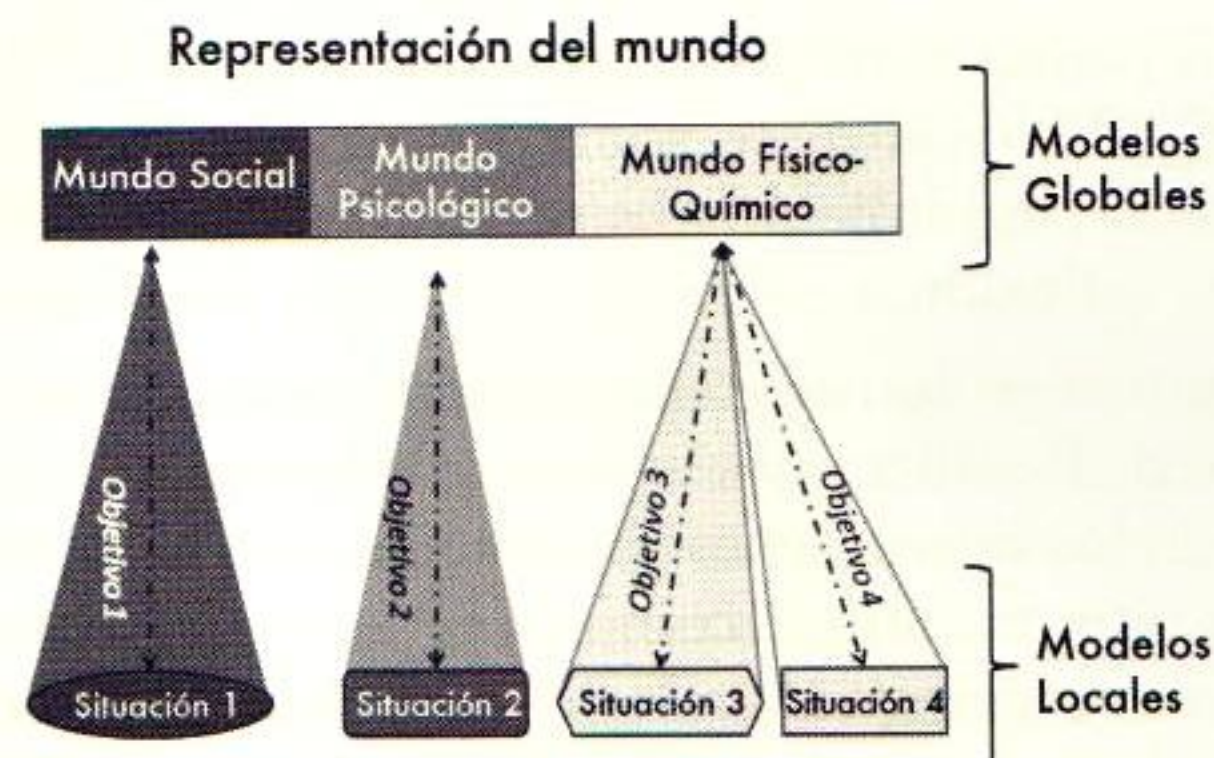 Representación del mundo
Mundo Social
Mundo
Psicológico
Mundo Físico-
Químico
Modelos
Globales
Objetivo 1
Objetivo 2
Objetivo 3
Objetivo 4
Situación 1
Situación 2
Situación 3
Situación 4
Modelos
Locales